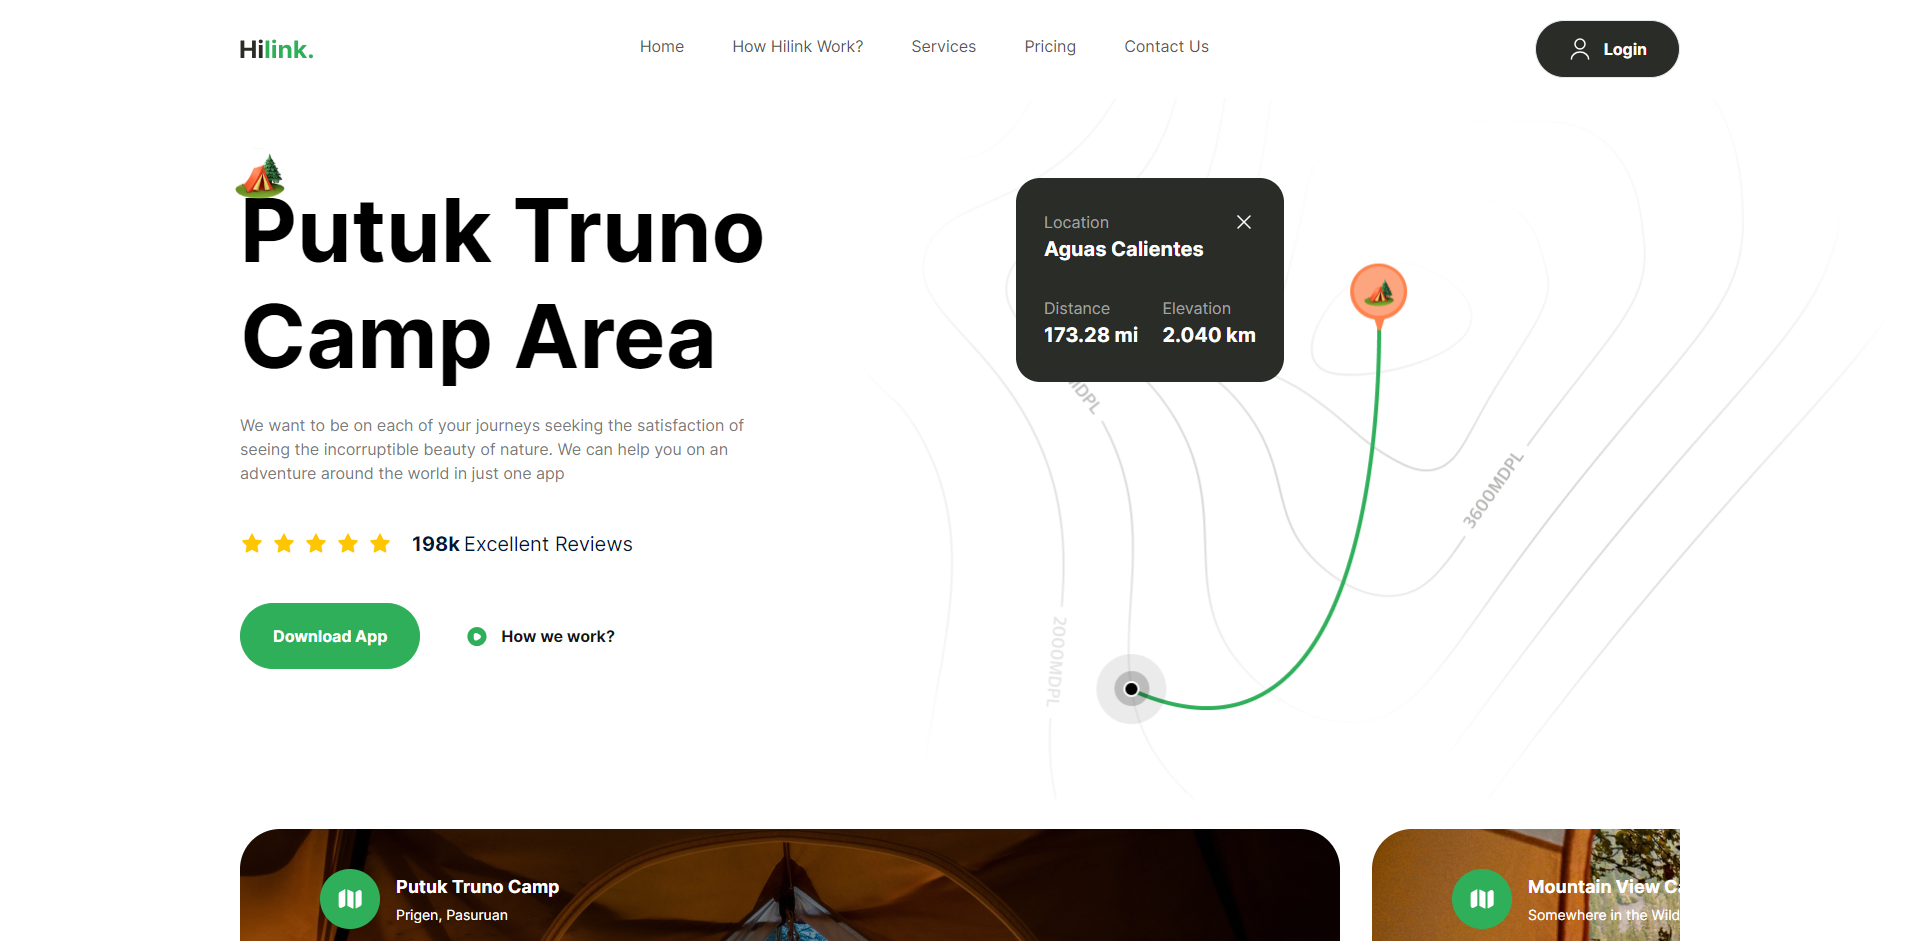 Hilink.
Home
How Hilink Work?
Services
Pricing
Contact Us
Login
Putuk Truno
Camp Area
We want to be on each of your journeys seeking the satisfaction of
seeing the incorruptible beauty of nature. We can help you on an
adventure around the world in just one app
198k Excellent Reviews
Download App
How we work?
Location
Aguas Calientes
Distance
173.28 mi
Elevation
2.040 km
MDPL
3600MDPL
2000MDPL
Putuk Truno Camp
Prigen, Pasuruan
Mountain View
Somewhere in the Wild